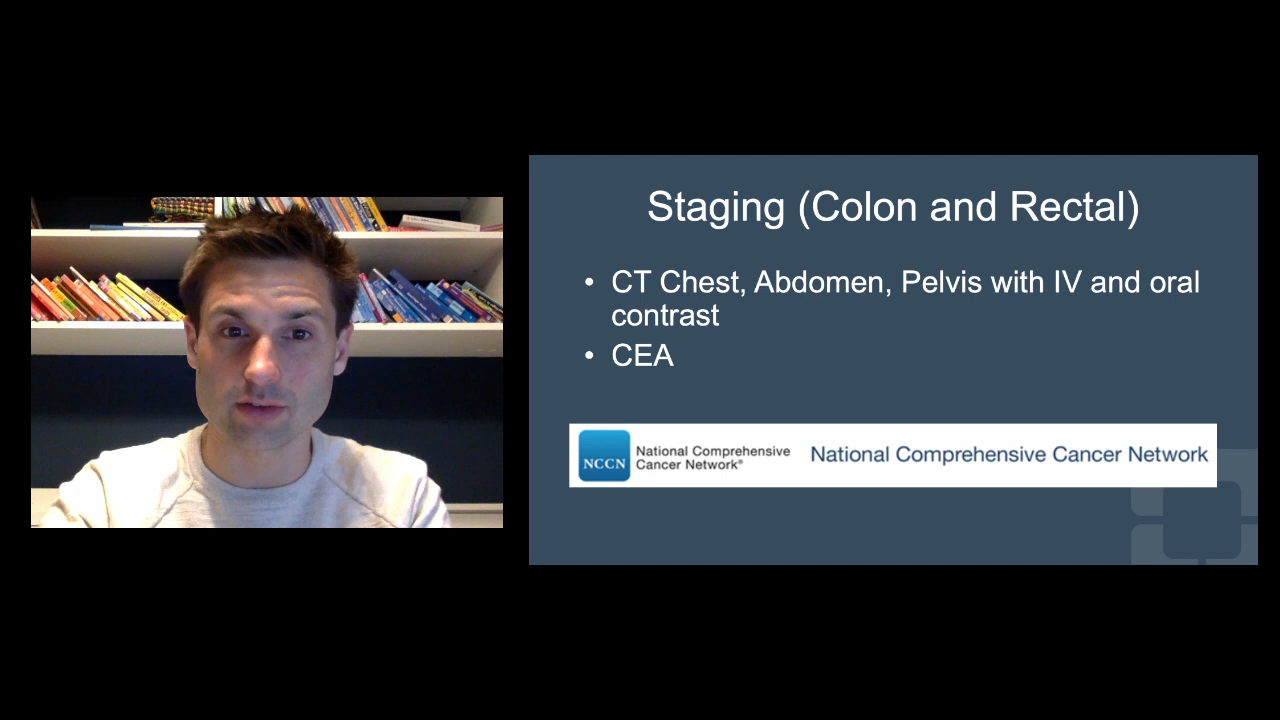 Staging (Colon and Rectal)
• CT Chest, Abdomen, Pelvis with IV and oral
contrast
• CEA
NCCN
National Comprehensive
Cancer Network®
National Comprehensive Cancer Network